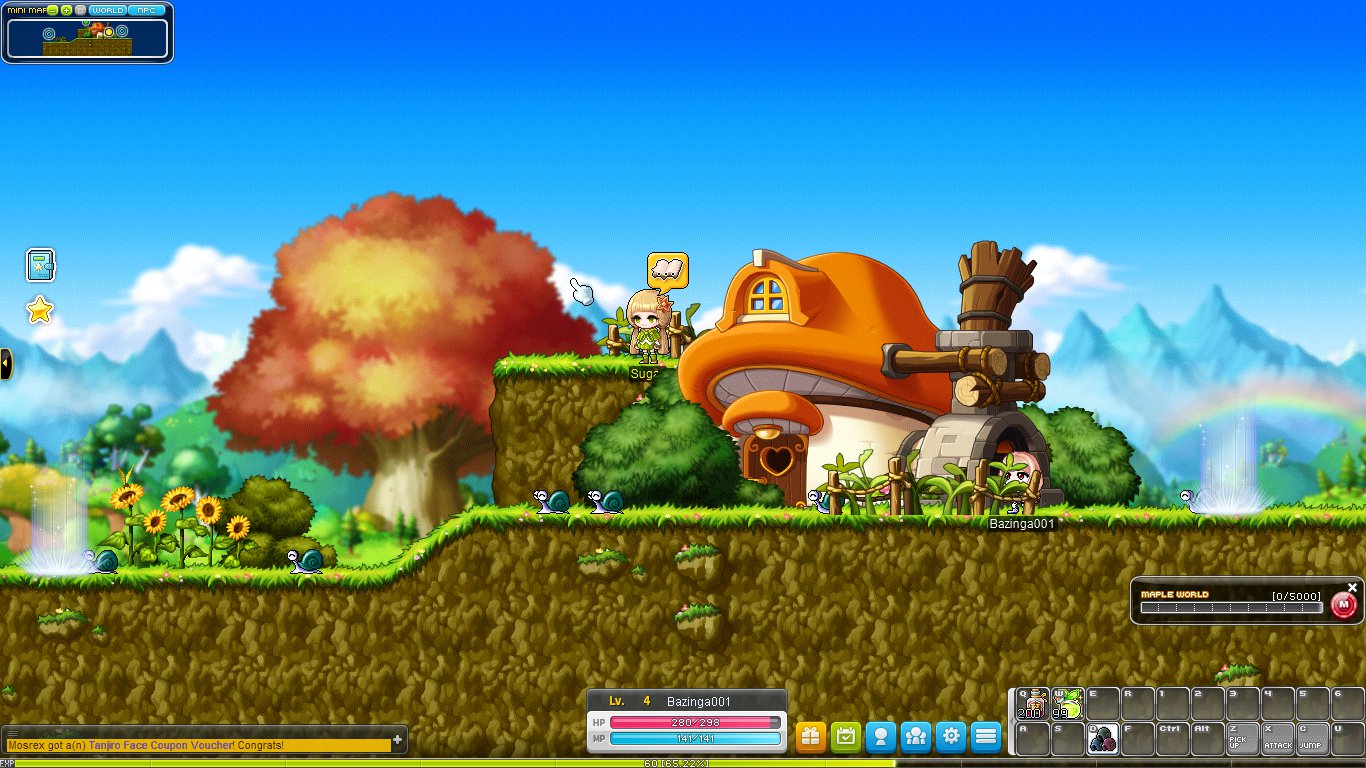 MINI MAP WORLD NPC
Suga
Bazinga001
MAPLE WORLD [0/5000]
M
Lv. 4 Bazinga001
HP 280/298
MP 141/141
Q W E R 1 2 3 4 5 6
200 99
A S D F Ctrl Alt Z X C U
PICK UP ATTACK JUMP
Mosrex got a(n) Tanjiro Face Coupon Voucher! Congrats!
EXP 60 [65.22%]